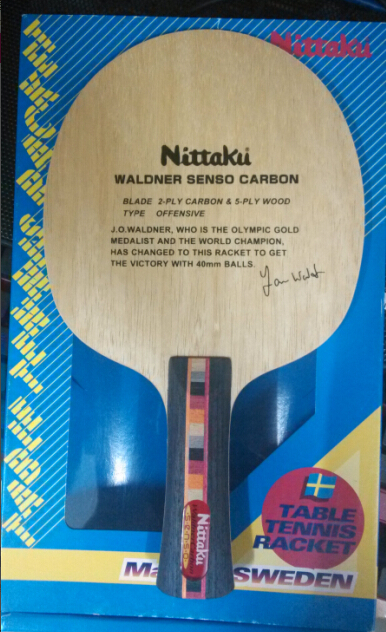 Nittaku
Nittaku
WALDNER SENSO CARBON
BLADE 2-PLY CARBON & 5-PLY WOOD
TYPE OFFENSIVE
J.O.WALDNER, WHO IS THE OLYMPIC GOLD
MEDALIST AND THE WORLD CHAMPION,
HAS CHANGED TO THIS RACKET TO GET
THE VICTORY WITH 40mm BALLS.
Nittaku
SENSO
TABLE
TENNIS
RACKET
SWEDEN